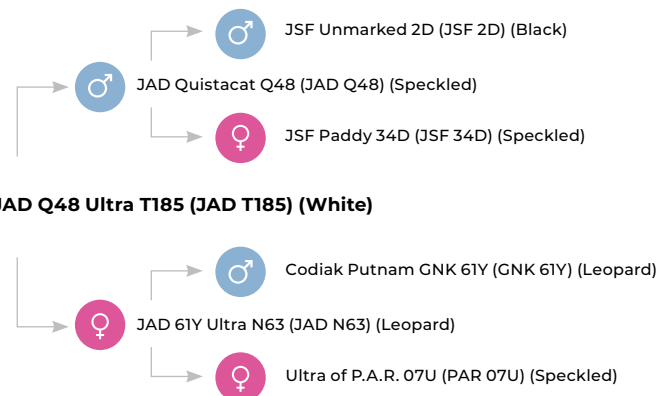 JSF Unmarked 2D (JSF 2D) (Black)
JAD Quistacat Q48 (JAD Q48) (Speckled)
JSF Paddy 34D (JSF 34D) (Speckled)
JAD Q48 Ultra T185 (JAD T185) (White)
Codiak Putnam GNK 61Y (GNK 61Y) (Leopard)
JAD 61Y Ultra N63 (JAD N63) (Leopard)
Ultra of P.A.R. 07U (PAR 07U) (Speckled)